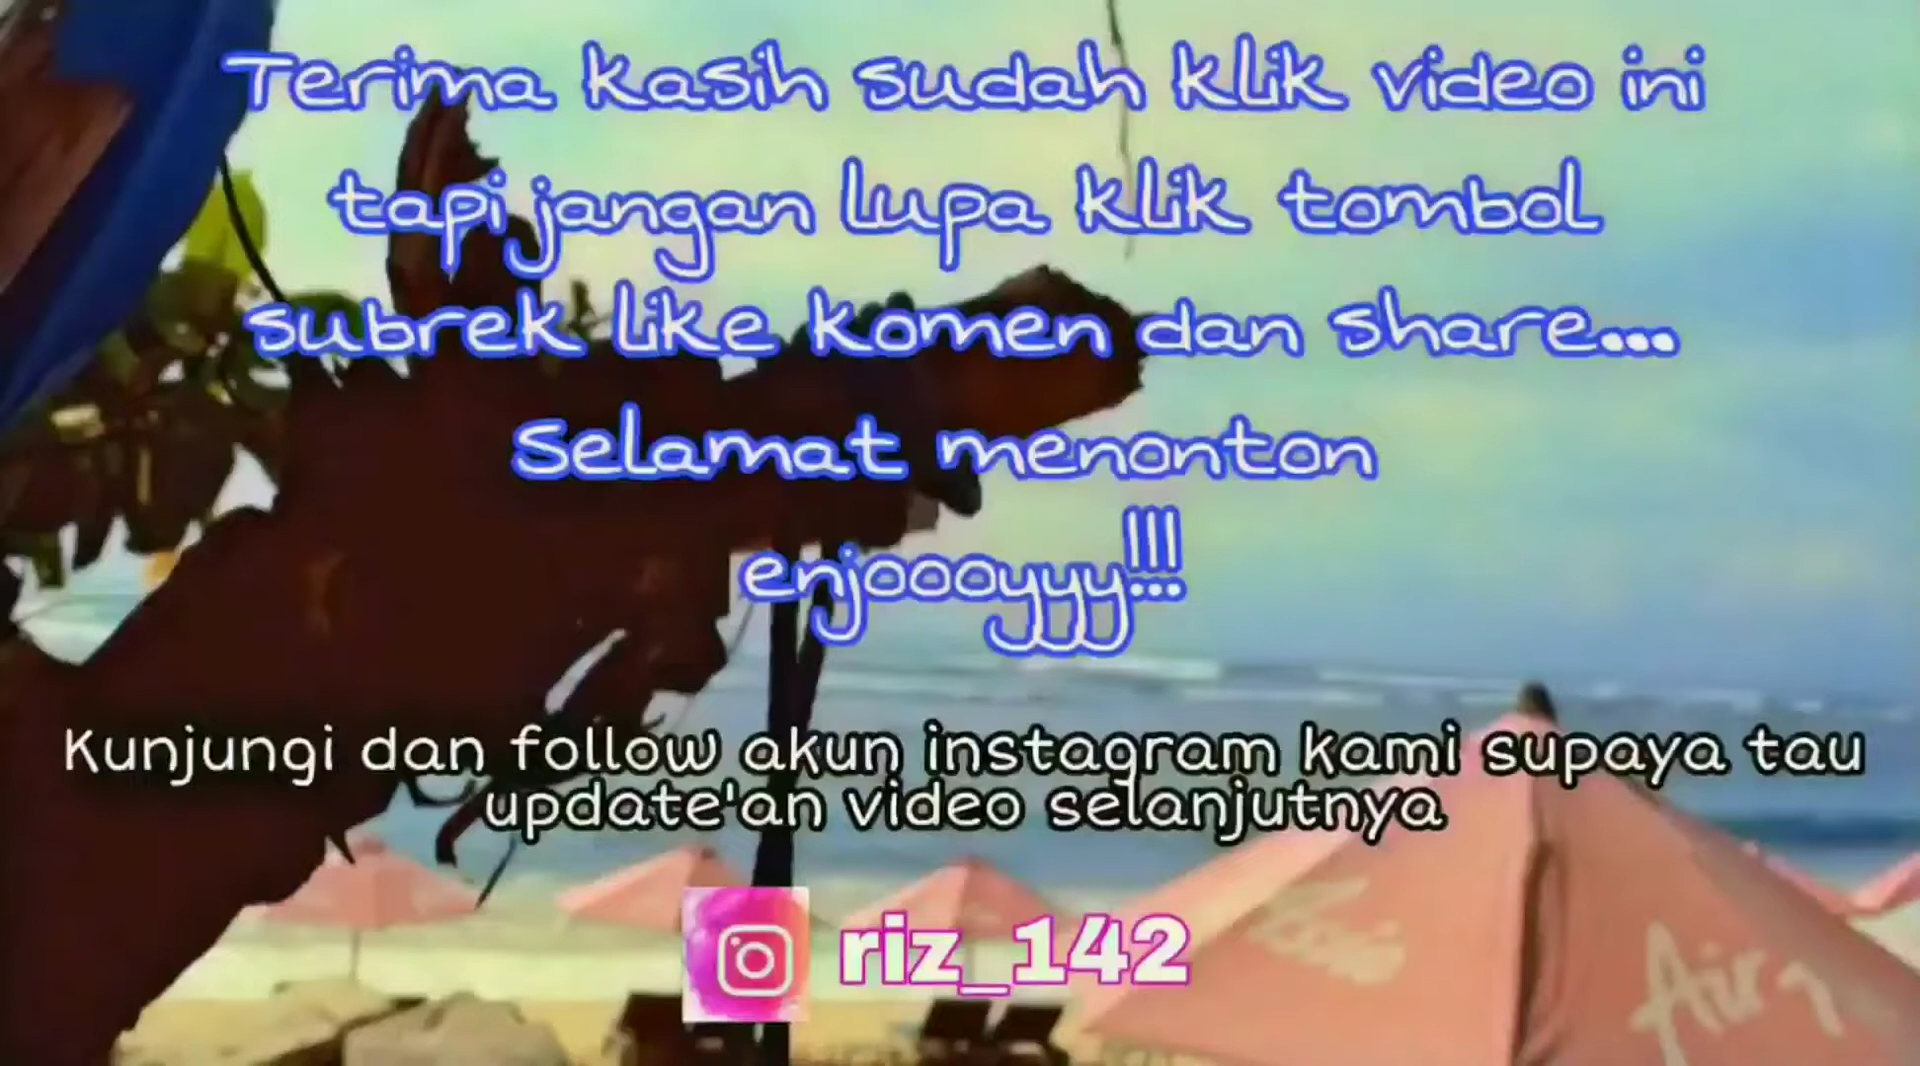 Terima kasih sudah klik video ini
tapi jangan lupa klik tombol
subrek like komen dan share...
Selamat menonton
enjoooyyy!!!
Kunjungi dan follow akun instagram kami supaya tau
update'an video selanjutnya
riz_142
Air